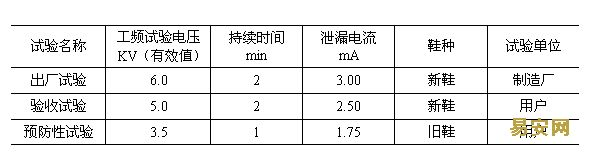 试验名称 工频试验电压 KV（有效值） 持续时间 min 泄漏电流 mA 鞋种 试验单位
出厂试验 6.0 2 3.00 新鞋 制造厂
验收试验 5.0 2 2.50 新鞋 用户
预防性试验 3.5 1 1.75 旧鞋 用户
易安网